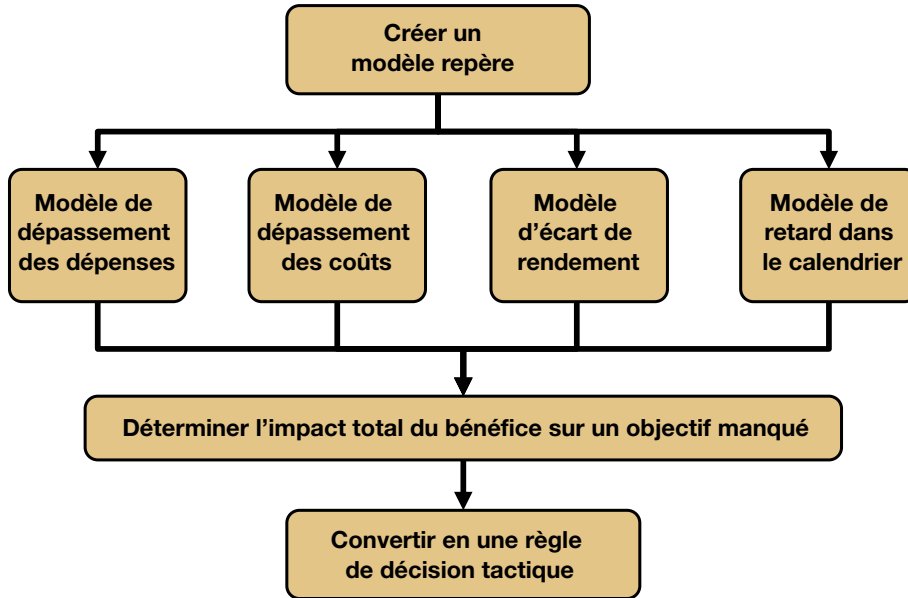 Créer un
modèle repère
Modèle de
dépassement
des dépenses
Modèle de
dépassement
des coûts
Modèle
d’écart de
rendement
Modèle de
retard dans
le calendrier
Déterminer l’impact total du bénéfice sur un objectif manqué
Convertir en une règle
de décision tactique